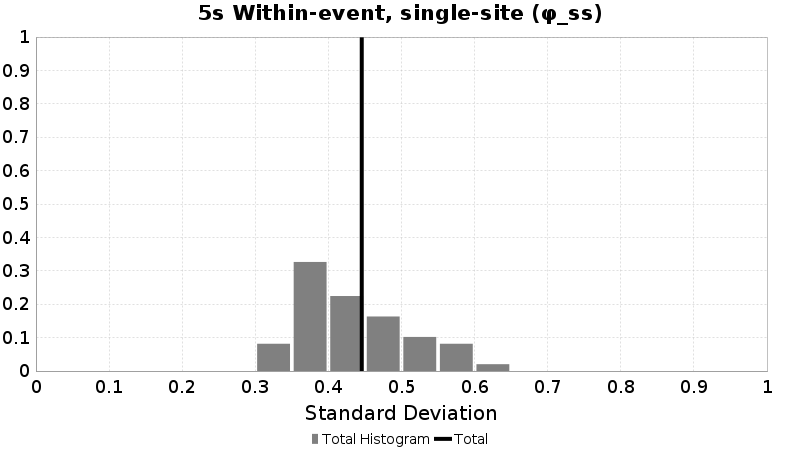 5s Within-event, single-site (φ_ss)
1
0.9
0.8
0.7
0.6
0.5
0.4
0.3
0.2
0.1
0
0 0.1 0.2 0.3 0.4 0.5 0.6 0.7 0.8 0.9 1
Standard Deviation
Total Histogram Total